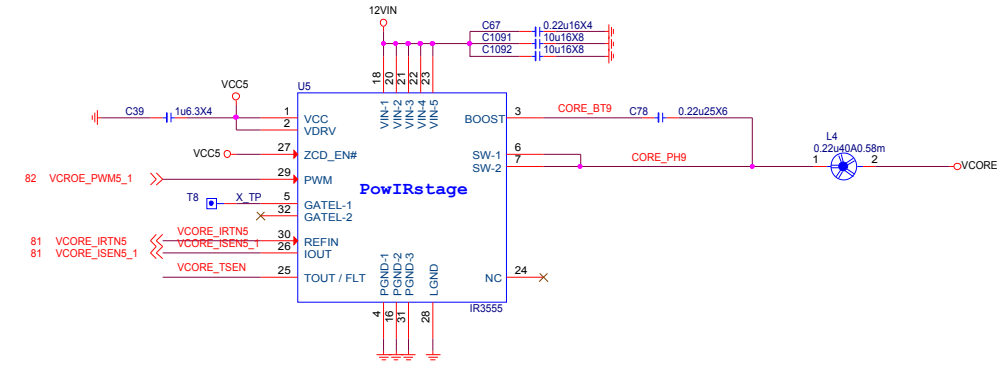 12VIN
C67 0.22u16X4
C1091 10u16X8
C1092 10u16X8
18 20 21 22 23
VCC5
U5
C39 1u6.3X4
VIN-1 VIN-2 VIN-3 VIN-4 VIN-5
1 VCC
2 VDRV
BOOST 3 CORE_BT9 C78 0.22u25X6
L4
0.22u40A0.58m
VCC5 27 ZCD_EN#
SW-1 6
SW-2 7 CORE_PH9
1 2 VCORE
82 VCROE_PWM5_1 29 PWM
PowIRstage
T8 X_TP 5 GATEL-1
32 GATEL-2
VCORE_IRTN5
81 VCORE_IRTN5 30 REFIN
VCORE_ISEN5_1
81 VCORE_ISEN5_1 26 IOUT
VCORE_TSEN 25 TOUT / FLT
NC 24
PGND-1 PGND-2 PGND-3 LGND
IR3555
4 16 31 28